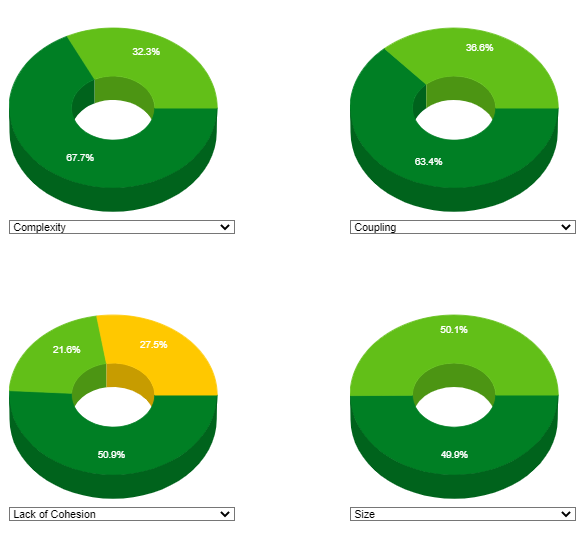 32.3%
67.7%
Complexity
36.6%
63.4%
Coupling
21.6%
27.5%
50.9%
Lack of Cohesion
50.1%
49.9%
Size